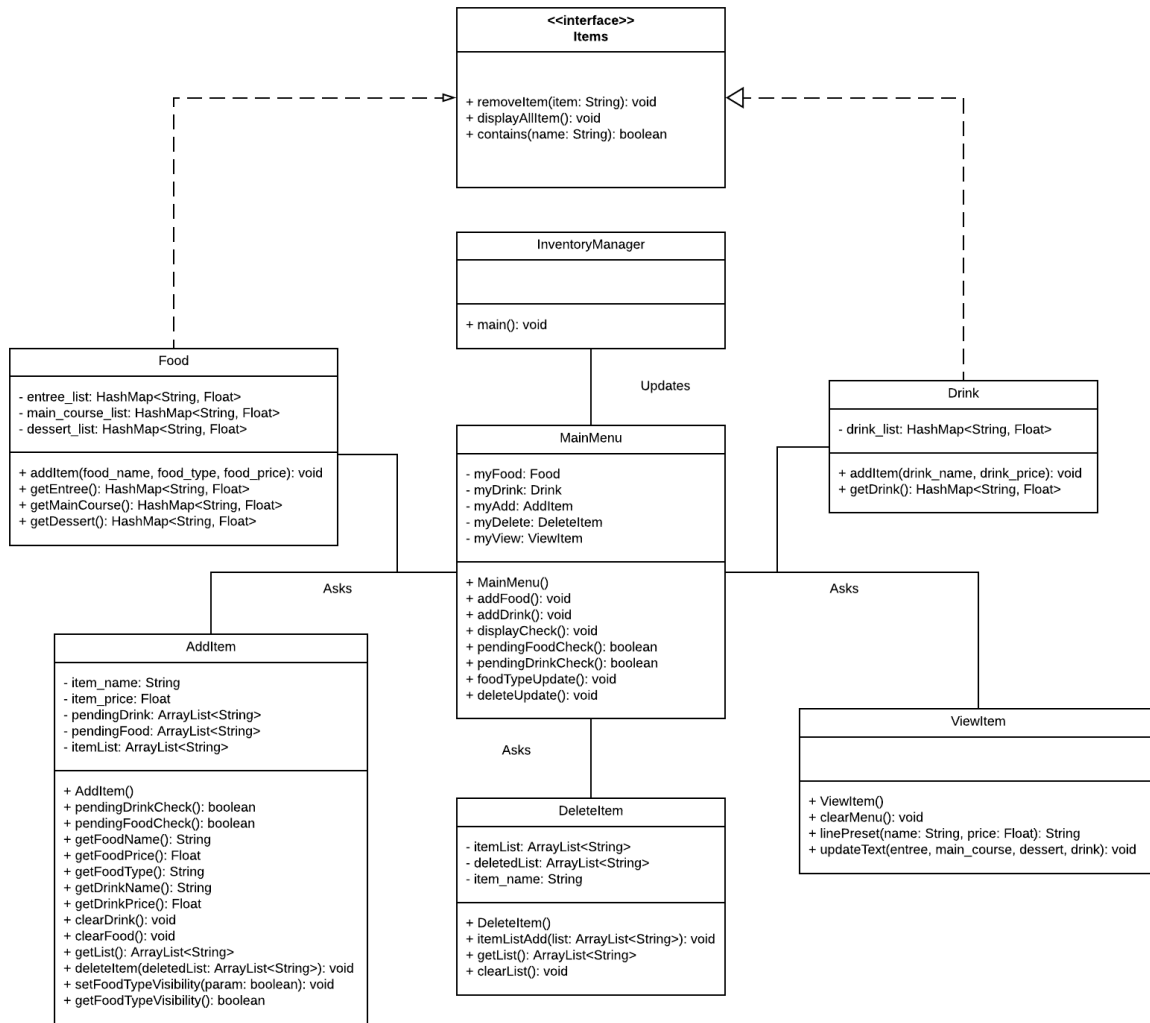 <<interface>>
Items
+ removeItem(item: String): void
+ displayAllItem(): void
+ contains(name: String): boolean
InventoryManager
+ main(): void
Updates
Food
- entree_list: HashMap<String, Float>
- main_course_list: HashMap<String, Float>
- dessert_list: HashMap<String, Float>
+ addItem(food_name, food_type, food_price): void
+ getEntree(): HashMap<String, Float>
+ getMainCourse(): HashMap<String, Float>
+ getDessert(): HashMap<String, Float>
MainMenu
- myFood: Food
- myDrink: Drink
- myAdd: AddItem
- myDelete: DeleteItem
- myView: ViewItem
+ MainMenu()
+ addFood(): void
+ addDrink(): void
+ displayCheck(): void
+ pendingFoodCheck(): boolean
+ pendingDrinkCheck(): boolean
+ foodTypeUpdate(): void
+ deleteUpdate(): void
Drink
- drink_list: HashMap<String, Float>
+ addItem(drink_name, drink_price): void
+ getDrink(): HashMap<String, Float>
Asks
Asks
Asks
AddItem
- item_name: String
- item_price: Float
- pendingDrink: ArrayList<String>
- pendingFood: ArrayList<String>
- itemList: ArrayList<String>
+ AddItem()
+ pendingDrinkCheck(): boolean
+ pendingFoodCheck(): boolean
+ getFoodName(): String
+ getFoodPrice(): Float
+ getFoodType(): String
+ getDrinkName(): String
+ getDrinkPrice(): Float
+ clearDrink(): void
+ clearFood(): void
+ getList(): ArrayList<String>
+ deleteItem(deletedList: ArrayList<String>): void
+ setFoodTypeVisibility(param: boolean): void
+ getFoodTypeVisibility(): boolean
DeleteItem
- itemList: ArrayList<String>
- deletedList: ArrayList<String>
- item_name: String
+ DeleteItem()
+ itemListAdd(list: ArrayList<String>): void
+ getList(): ArrayList<String>
+ clearList(): void
ViewItem
+ ViewItem()
+ clearMenu(): void
+ linePreset(name: String, price: Float): String
+ updateText(entree, main_course, dessert, drink): void